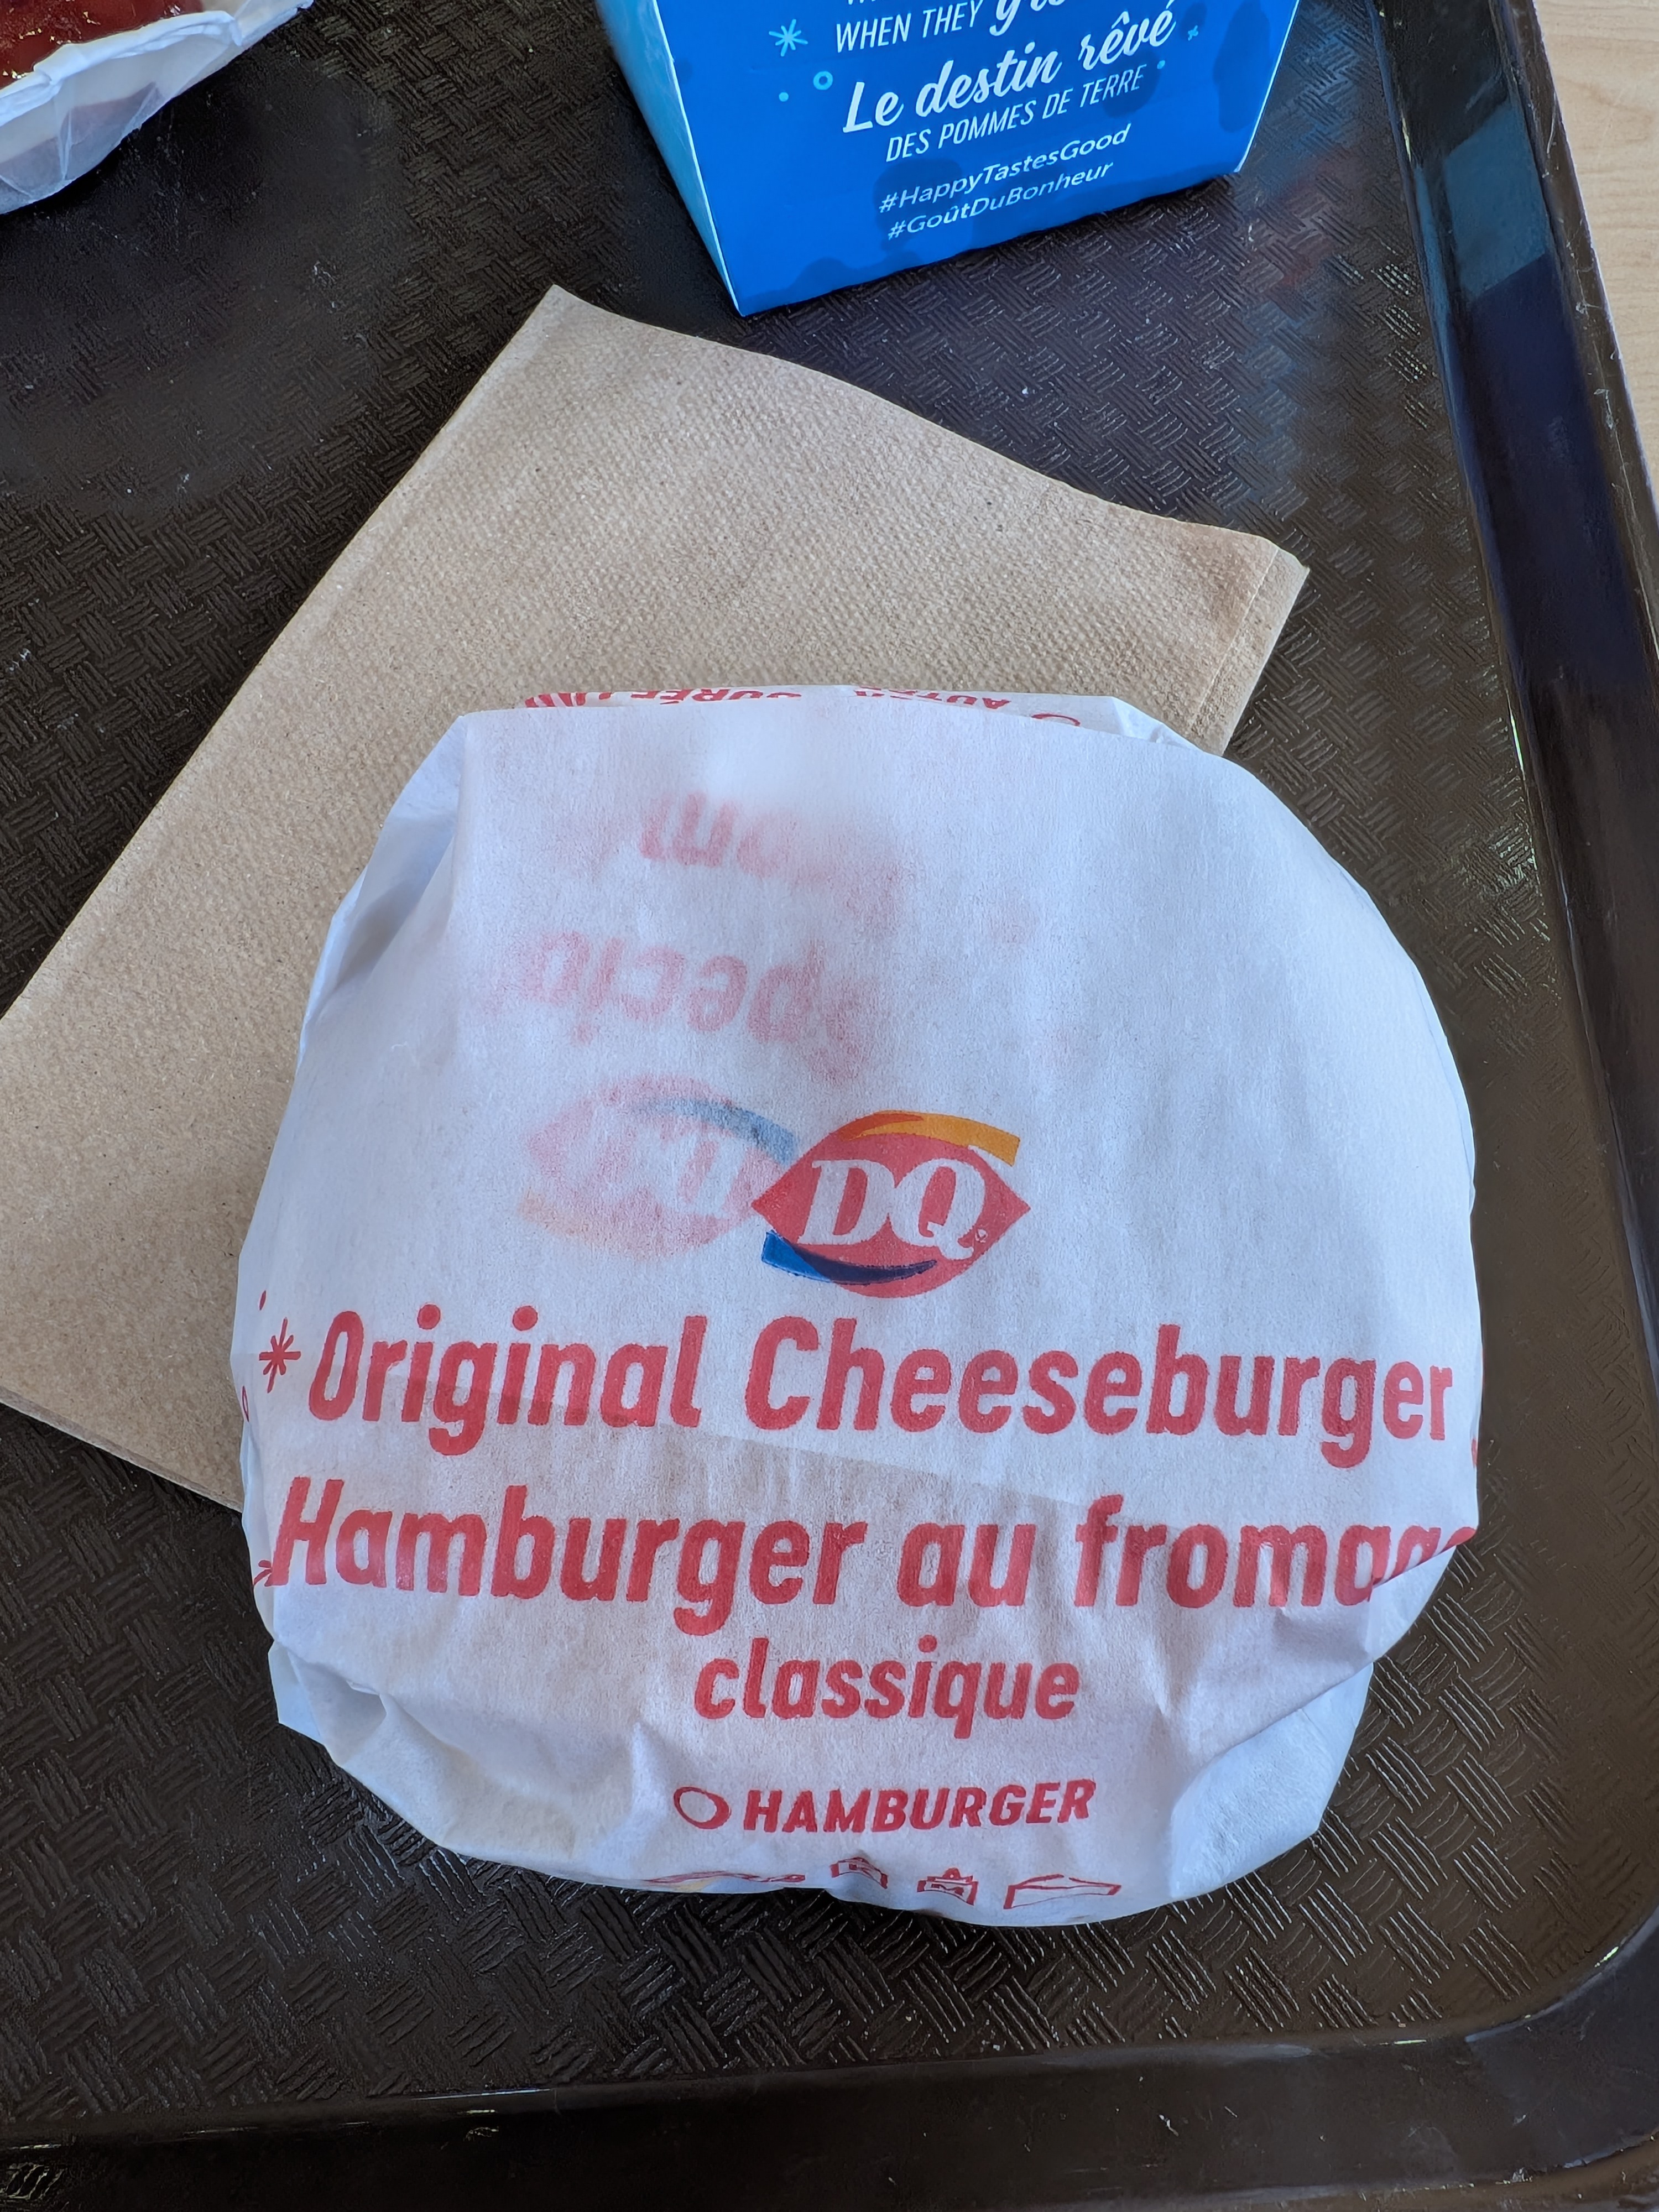 WHEN THEY
Le destin rêvé
DES POMMES DE TERRE
#HappyTastesGood
#GoûtDuBonheur
DQ
Original Cheeseburger
Hamburger au fromage
classique
HAMBURGER